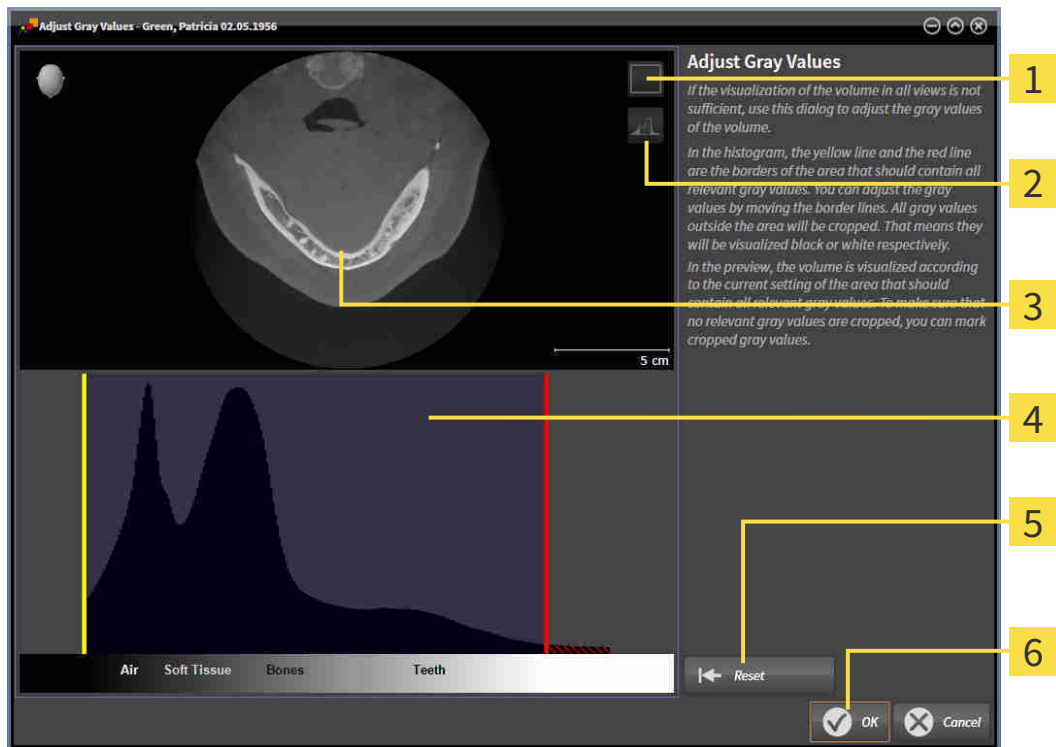 Adjust Gray Values - Green, Patricia 02.05.1956
Adjust Gray Values
If the visualization of the volume in all views is not
sufficient, use this dialog to adjust the gray values
of the volume.
In the histogram, the yellow line and the red line
are the borders of the area that should contain all
relevant gray values. You can adjust the gray
values by moving the border lines. All gray values
outside the area will be cropped. That means they
will be visualized black or white respectively.
In the preview, the volume is visualized according
to the current setting of the area that should
contain all relevant gray values. To make sure that
no relevant gray values are cropped, you can mark
cropped gray values.
5 cm
Air Soft Tissue Bones Teeth
Reset
OK Cancel
1
2
3
4
5
6